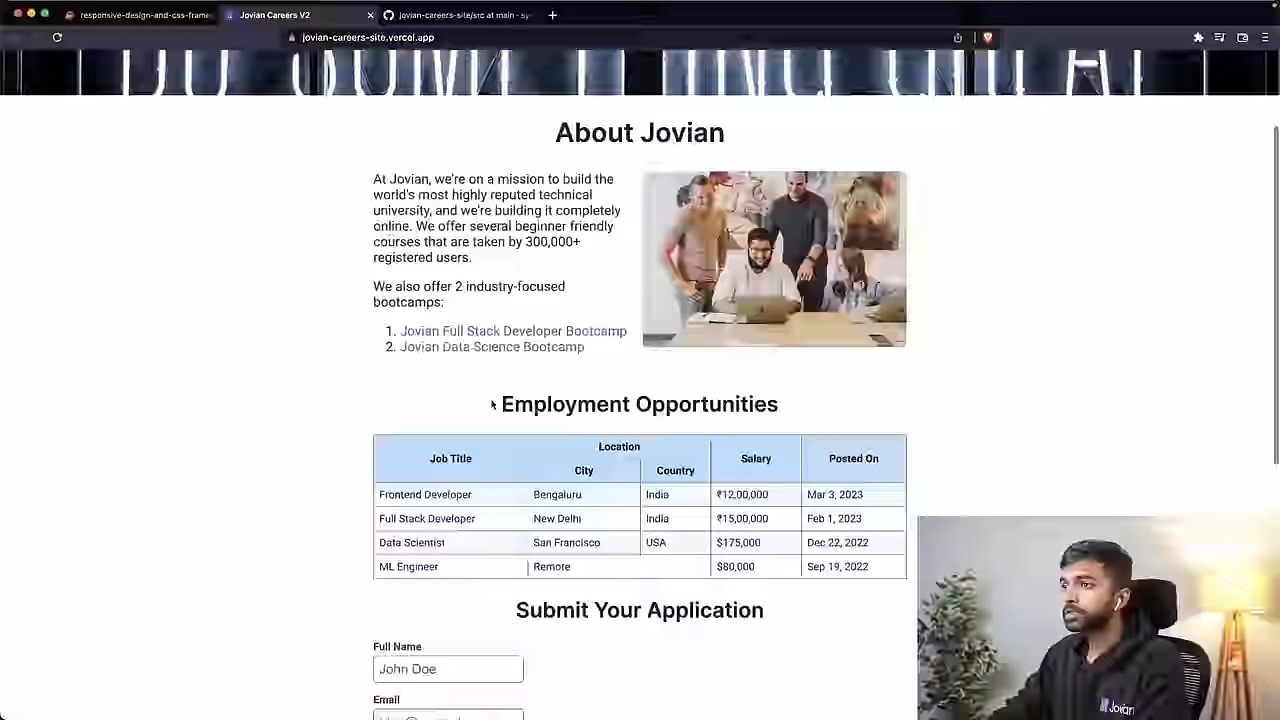 responsive-design-and-css-fram
Jovian Careers V2
jovian-careers-site/src at main · sy
jovian-careers-site.vercel.app
About Jovian
At Jovian, we're on a mission to build the
world's most highly reputed technical
university, and we're building it completely
online. We offer several beginner friendly
courses that are taken by 300,000+
registered users.
We also offer 2 industry-focused
bootcamps:
1. Jovian Full Stack Developer Bootcamp
2. Jovian Data Science Bootcamp
Employment Opportunities
Job Title Location Salary Posted On
City Country
Frontend Developer Bengaluru India ₹12,00,000 Mar 3, 2023
Full Stack Developer New Delhi India ₹15,00,000 Feb 1, 2023
Data Scientist San Francisco USA $175,000 Dec 22, 2022
ML Engineer Remote $80,000 Sep 19, 2022
Submit Your Application
Full Name
John Doe
Email
Jovian